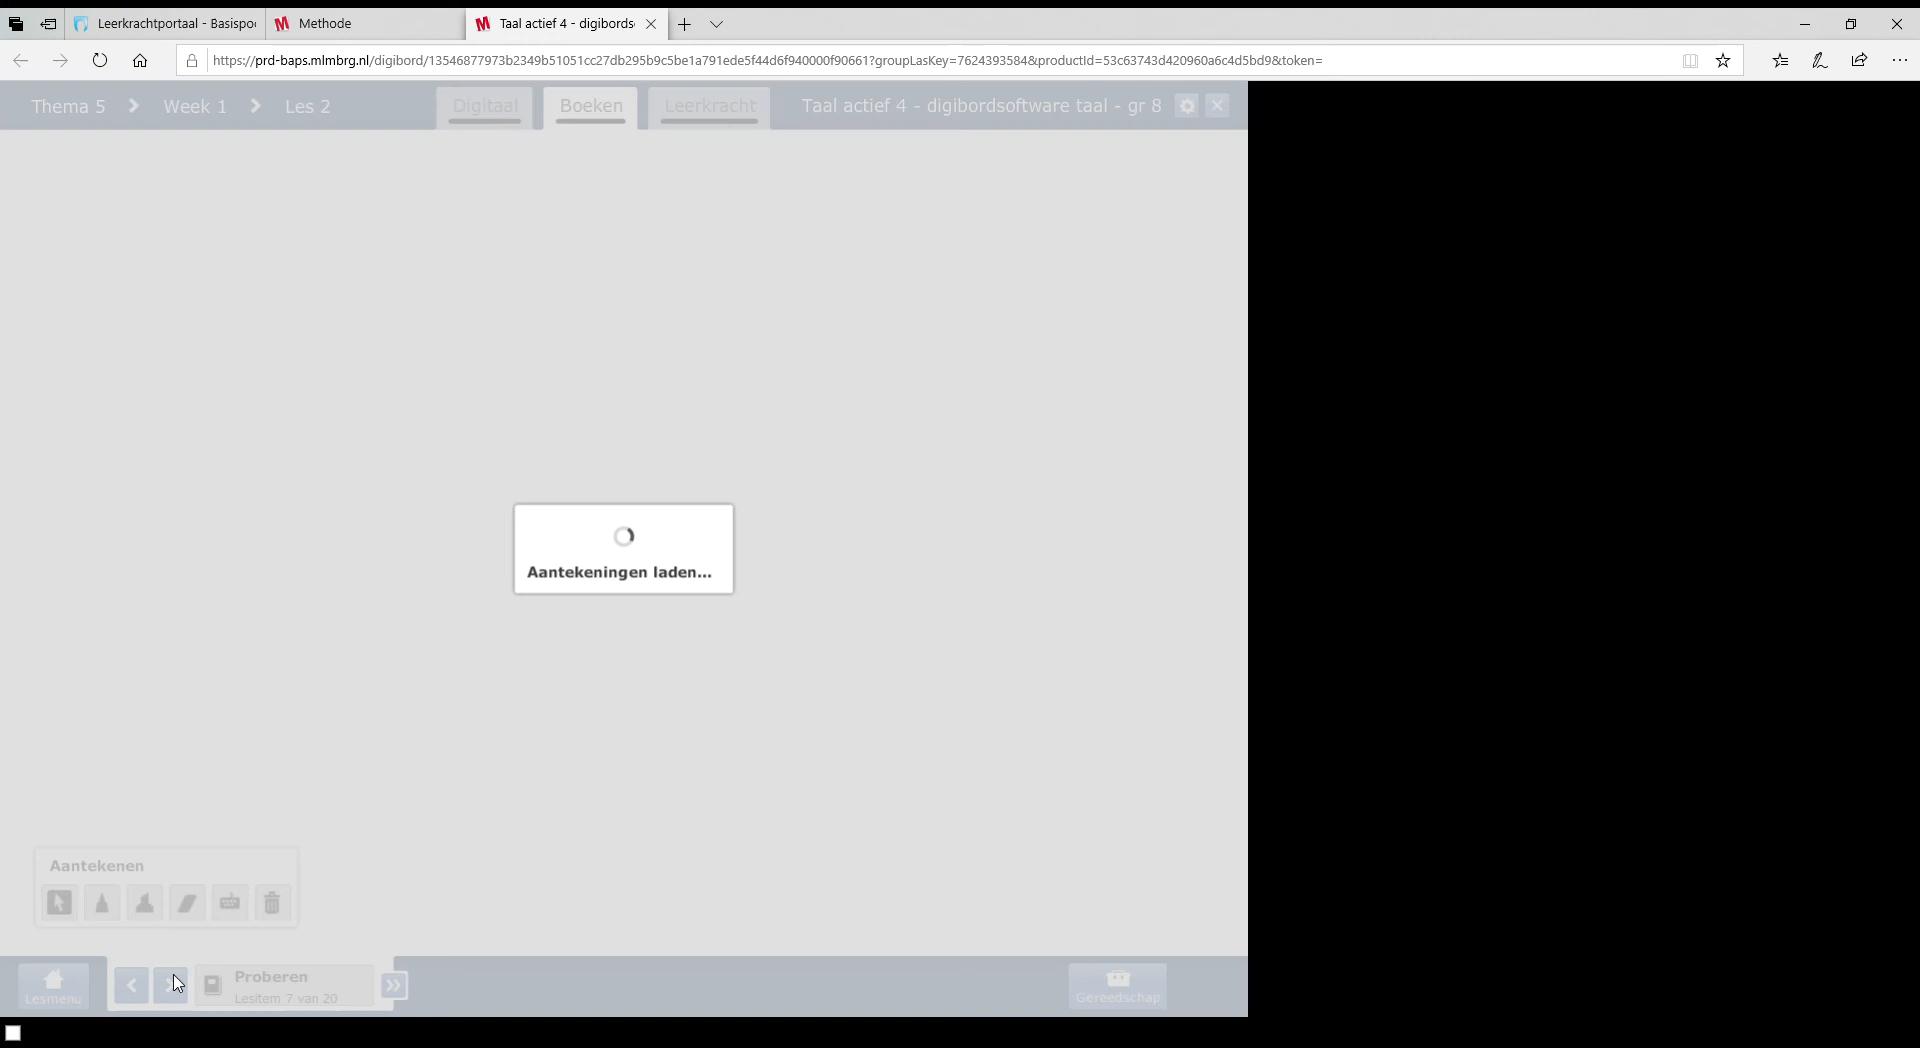 Leerkrachtportaal - Basispo
Methode
Taal actief 4 - digibords
https://prd-baps.mlmbrg.nl/digibord/13546877973b2349b51051cc27db295b9c5be1a791ede5f44d6f940000f90661?groupLasKey=7624393584&productId=53c63743d420960a6c4d5bd9&token=
Thema 5 Week 1 Les 2 Digitaal Boeken Leerkracht Taal actief 4 - digibordsoftware taal - gr 8
Aantekeningen laden...
Aantekenen
Lesmenu
Proberen
Lesitem 7 van 20
Gereedschap